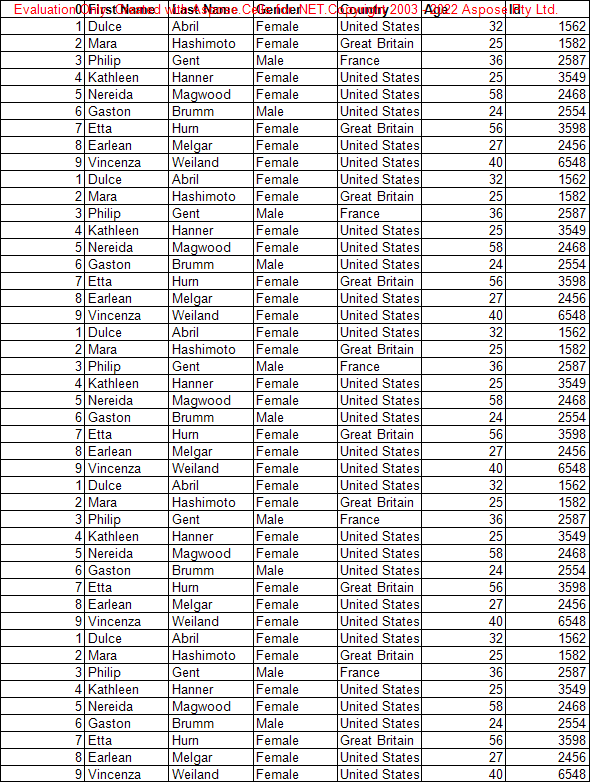 Evaluation Only. Created with Aspose.Cells for .NET.Copyright 2003 - 2022 Aspose Pty Ltd.
0 First Name Last Name Gender Country Age Id
1 Dulce Abril Female United States 32 1562
2 Mara Hashimoto Female Great Britain 25 1582
3 Philip Gent Male France 36 2587
4 Kathleen Hanner Female United States 25 3549
5 Nereida Magwood Female United States 58 2468
6 Gaston Brumm Male United States 24 2554
7 Etta Hurn Female Great Britain 56 3598
8 Earlean Melgar Female United States 27 2456
9 Vincenza Weiland Female United States 40 6548
1 Dulce Abril Female United States 32 1562
2 Mara Hashimoto Female Great Britain 25 1582
3 Philip Gent Male France 36 2587
4 Kathleen Hanner Female United States 25 3549
5 Nereida Magwood Female United States 58 2468
6 Gaston Brumm Male United States 24 2554
7 Etta Hurn Female Great Britain 56 3598
8 Earlean Melgar Female United States 27 2456
9 Vincenza Weiland Female United States 40 6548
1 Dulce Abril Female United States 32 1562
2 Mara Hashimoto Female Great Britain 25 1582
3 Philip Gent Male France 36 2587
4 Kathleen Hanner Female United States 25 3549
5 Nereida Magwood Female United States 58 2468
6 Gaston Brumm Male United States 24 2554
7 Etta Hurn Female Great Britain 56 3598
8 Earlean Melgar Female United States 27 2456
9 Vincenza Weiland Female United States 40 6548
1 Dulce Abril Female United States 32 1562
2 Mara Hashimoto Female Great Britain 25 1582
3 Philip Gent Male France 36 2587
4 Kathleen Hanner Female United States 25 3549
5 Nereida Magwood Female United States 58 2468
6 Gaston Brumm Male United States 24 2554
7 Etta Hurn Female Great Britain 56 3598
8 Earlean Melgar Female United States 27 2456
9 Vincenza Weiland Female United States 40 6548
1 Dulce Abril Female United States 32 1562
2 Mara Hashimoto Female Great Britain 25 1582
3 Philip Gent Male France 36 2587
4 Kathleen Hanner Female United States 25 3549
5 Nereida Magwood Female United States 58 2468
6 Gaston Brumm Male United States 24 2554
7 Etta Hurn Female Great Britain 56 3598
8 Earlean Melgar Female United States 27 2456
9 Vincenza Weiland Female United States 40 6548